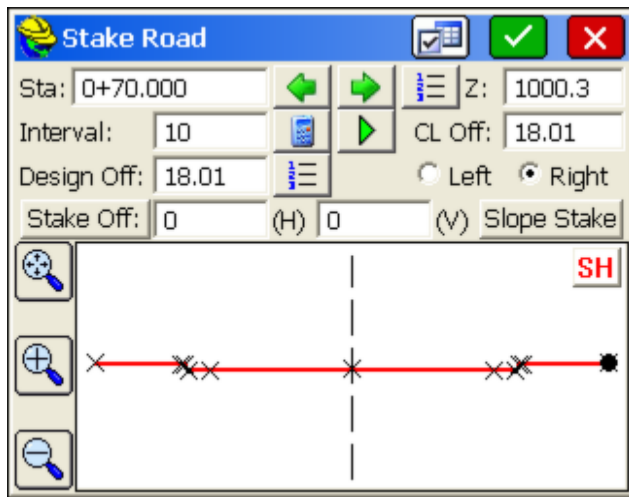 Stake Road
Sta: 0+70.000 Z: 1000.3
Interval: 10 CL Off: 18.01
Design Off: 18.01 Left Right
Stake Off: 0 (H) 0 (V) Slope Stake
SH